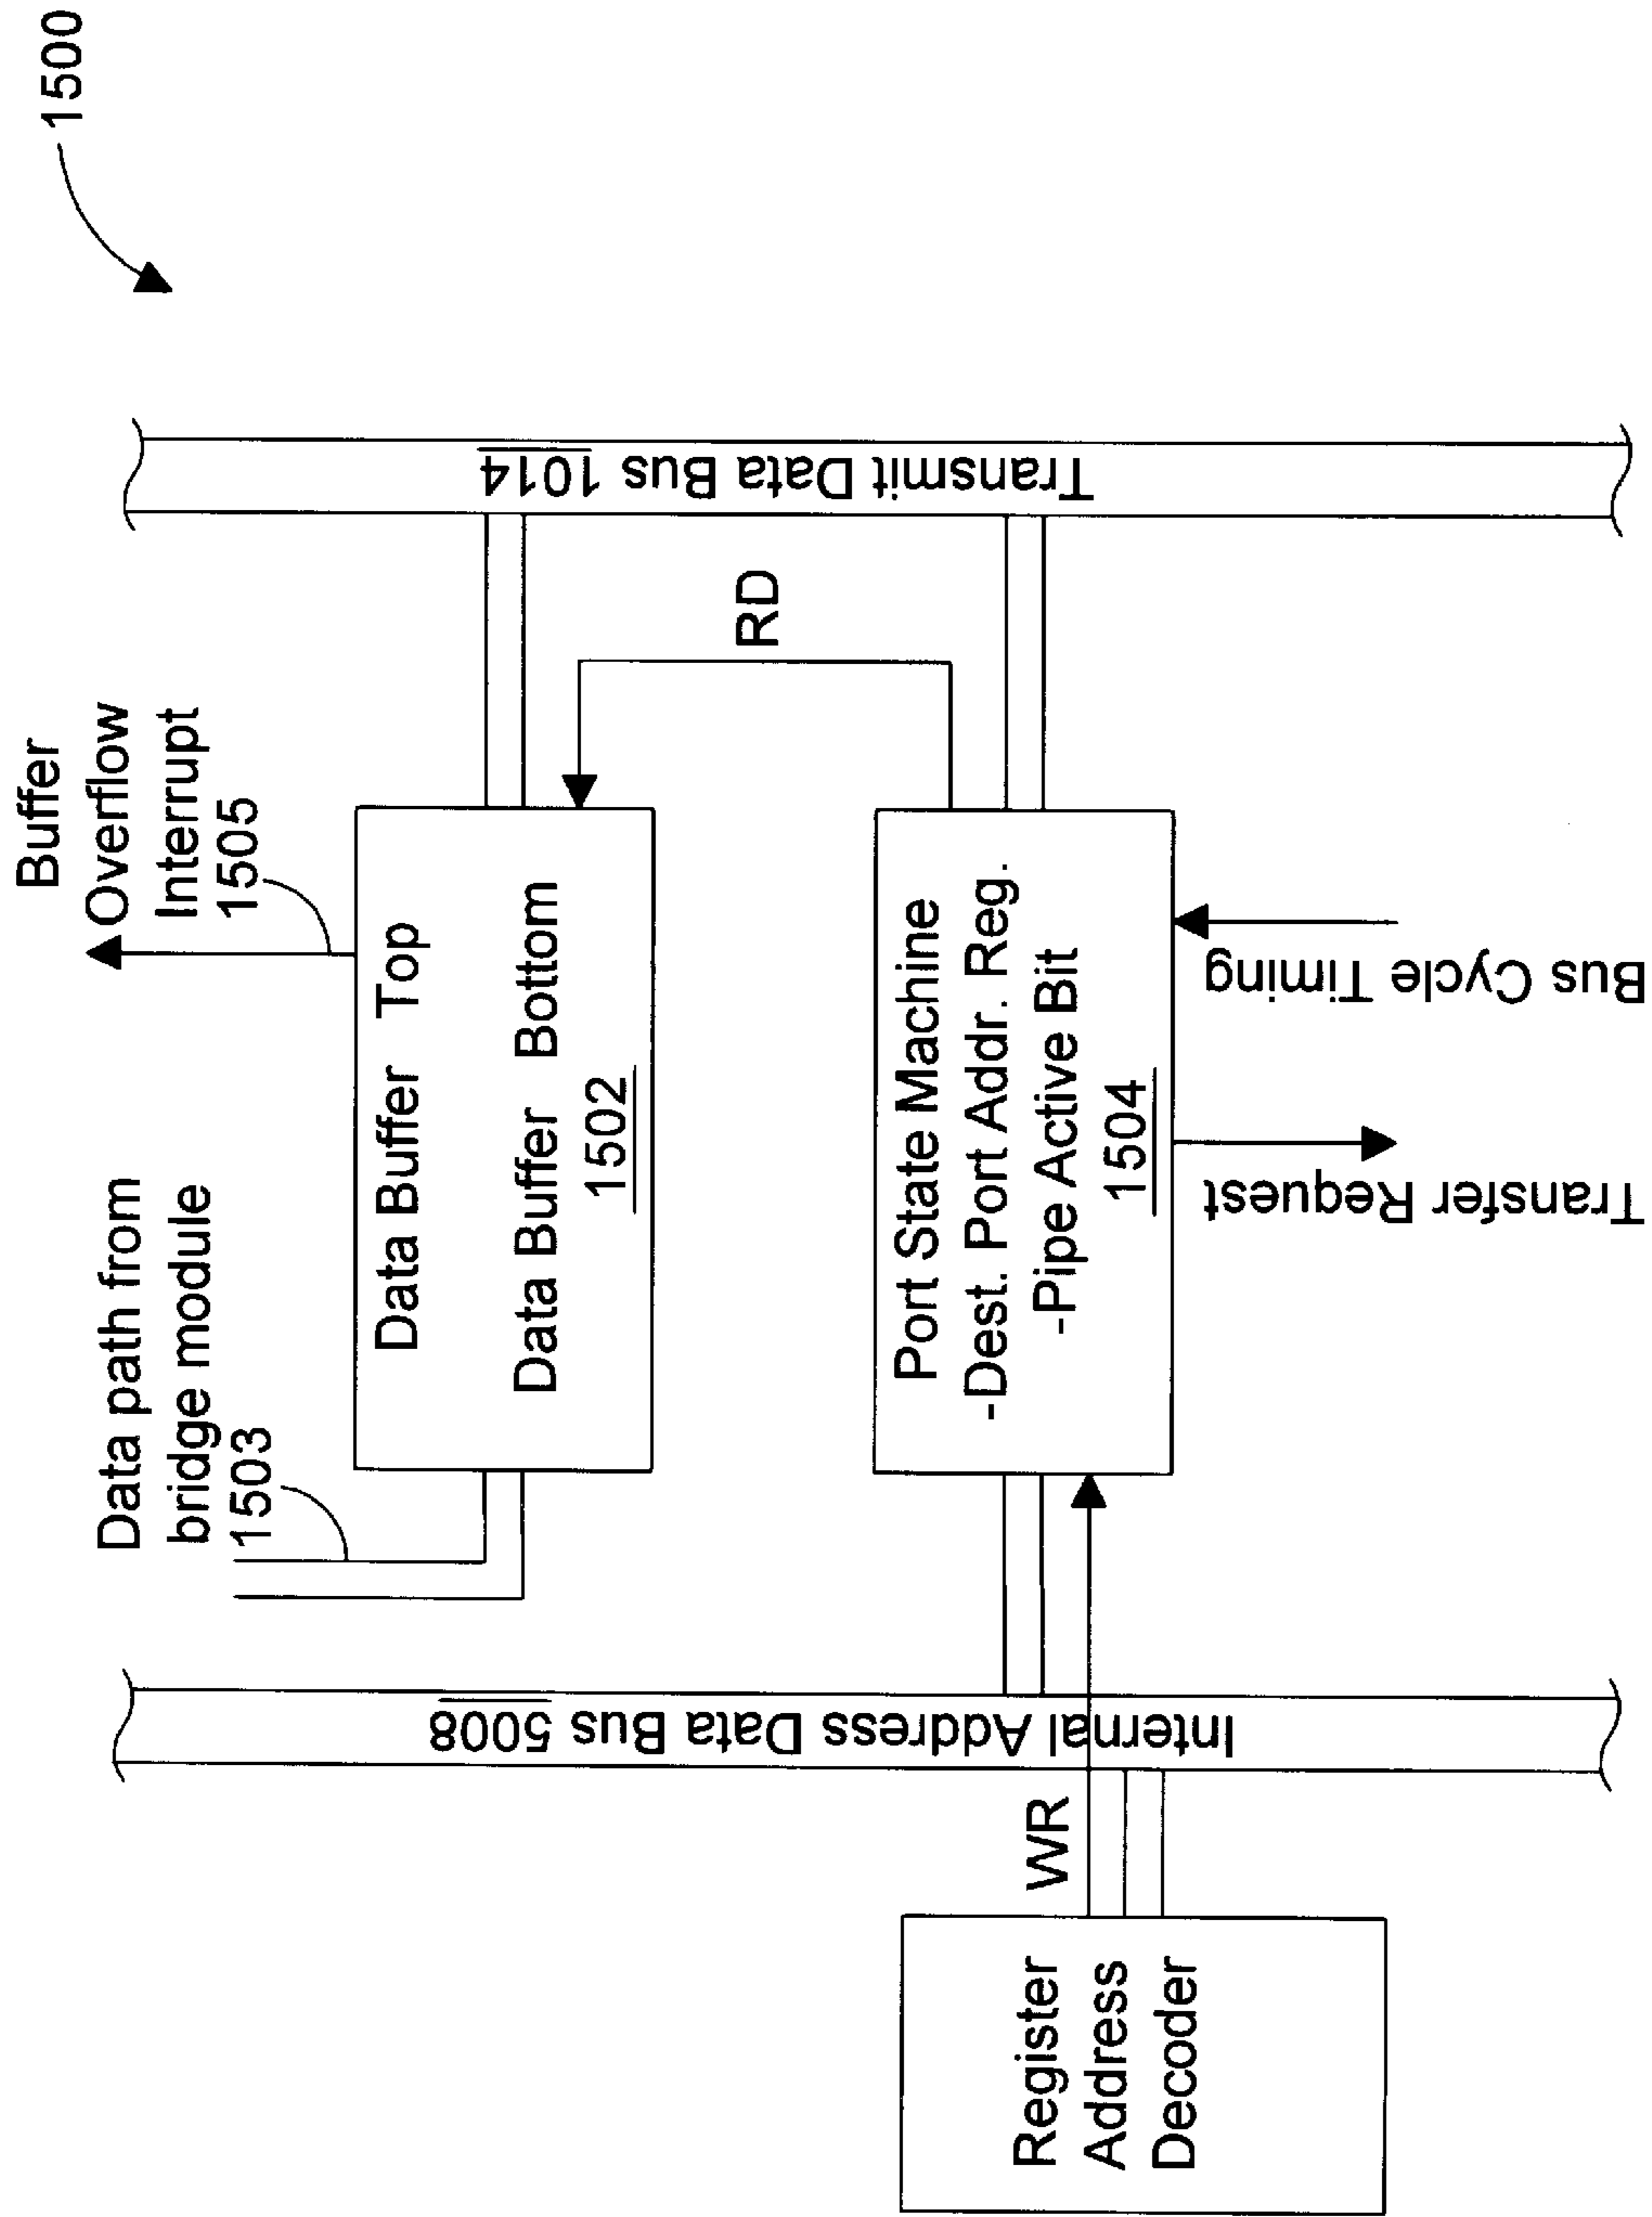 1500
Buffer
Overflow
Interrupt
1505
Data path from
bridge module
1503
Data Buffer Top
Data Buffer Bottom
1502
RD
Transmit Data Bus 1014
Internal Address Data Bus 5008
Port State Machine
-Dest. Port Addr. Reg.
-Pipe Active Bit
1504
WR
Register
Address
Decoder
Transfer Request
Bus Cycle Timing